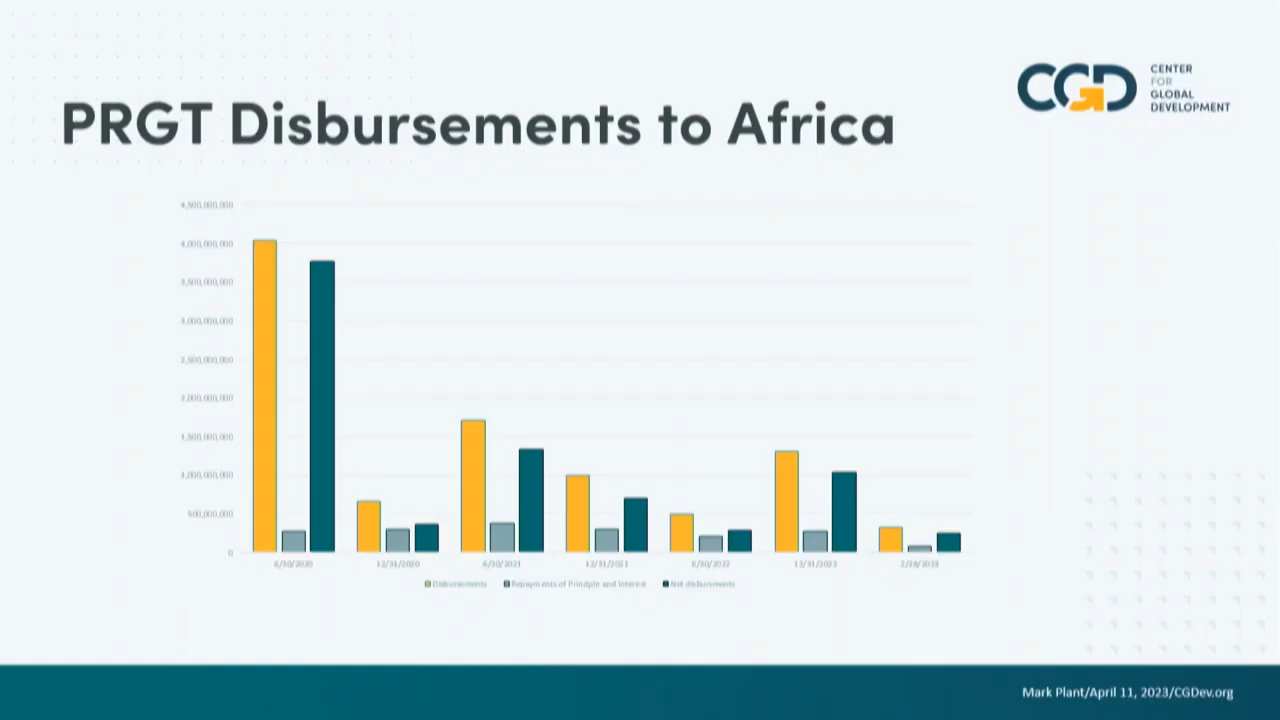 CENTER
FOR
GLOBAL
DEVELOPMENT
PRGT Disbursements to Africa
4,500,000,000
4,000,000,000
3,500,000,000
3,000,000,000
2,500,000,000
2,000,000,000
1,500,000,000
1,000,000,000
500,000,000
0
6/30/2020 12/31/2020 6/30/2021 12/31/2021 6/30/2022 12/31/2022 2/28/2023
Disbursements Repayments of Principle and Interest Net disbursments
Mark Plant/April 11, 2023/CGDev.org
CGD